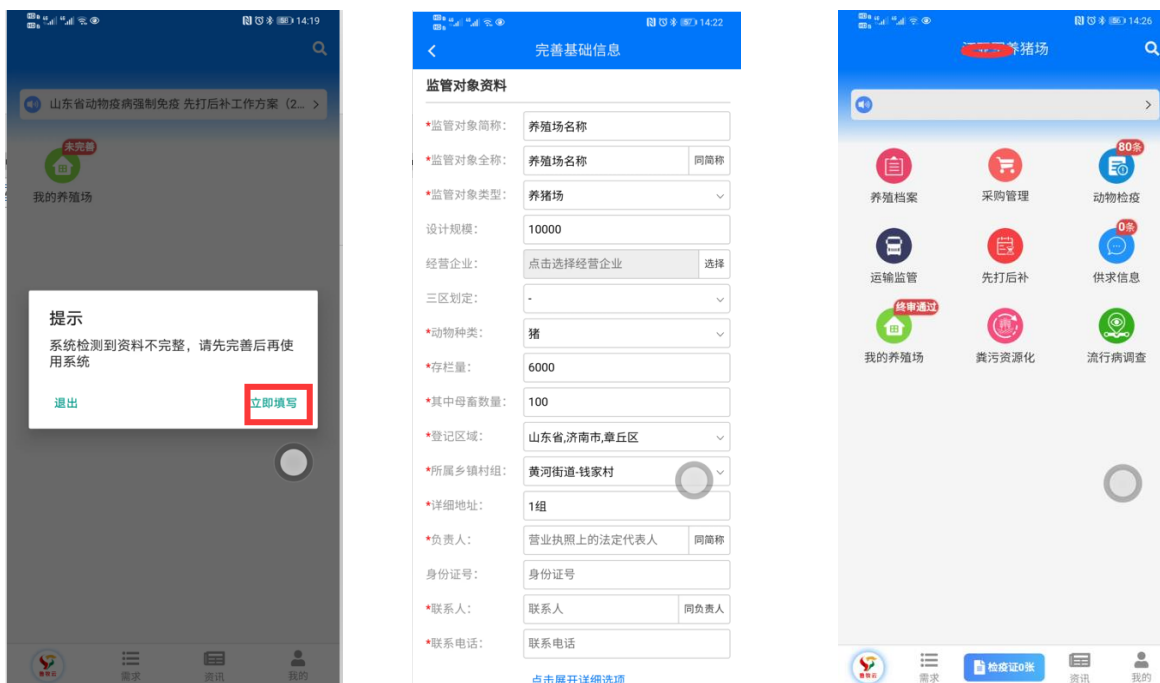 14:19
山东省动物疫病强制免疫 先打后补工作方案（2...
未完善
我的养殖场
提示
系统检测到资料不完整，请先完善后再使
用系统
退出
立即填写
需求
资讯
我的
14:22
完善基础信息
监管对象资料
*监管对象简称：
养殖场名称
*监管对象全称：
养殖场名称
同简称
*监管对象类型：
养猪场
设计规模：
10000
经营企业：
点击选择经营企业
选择
三区划定：
-
*动物种类：
猪
*存栏量：
6000
*其中母畜数量：
100
*登记区域：
山东省,济南市,章丘区
*所属乡镇村组：
黄河街道-钱家村
*详细地址：
1组
*负责人：
营业执照上的法定代表人
同简称
身份证号：
身份证号
*联系人：
联系人
同负责人
*联系电话：
联系电话
点击展开详细选项
14:26
养猪场
养殖档案
采购管理
80条
动物检疫
运输监管
先打后补
0条
供求信息
终审通过
我的养殖场
粪污资源化
流行病调查
需求
检疫证0张
资讯
我的